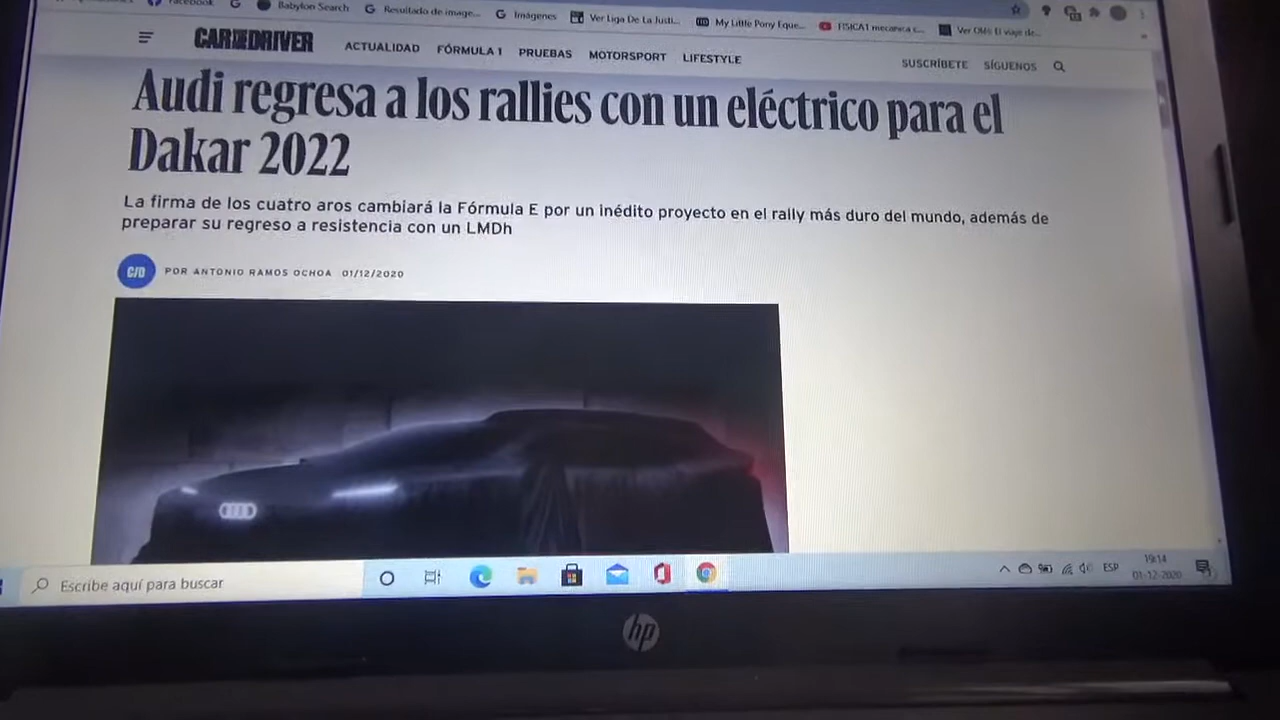 Facebook
Babylon Search
Resultado de image...
Imágenes
Ver Liga De La Justi...
My Little Pony Eque...
FISICA1 mecanica c...
CAR AND DRIVER
ACTUALIDAD FÓRMULA 1 PRUEBAS MOTORSPORT LIFESTYLE
SUSCRÍBETE SÍGUENOS
Audi regresa a los rallies con un eléctrico para el
Dakar 2022
La firma de los cuatro aros cambiará la Fórmula E por un inédito proyecto en el rally más duro del mundo, además de
preparar su regreso a resistencia con un LMDh
C/D
POR ANTONIO RAMOS OCHOA 01/12/2020
Escribe aquí para buscar
ESP
19:14
01-12-2020
hp